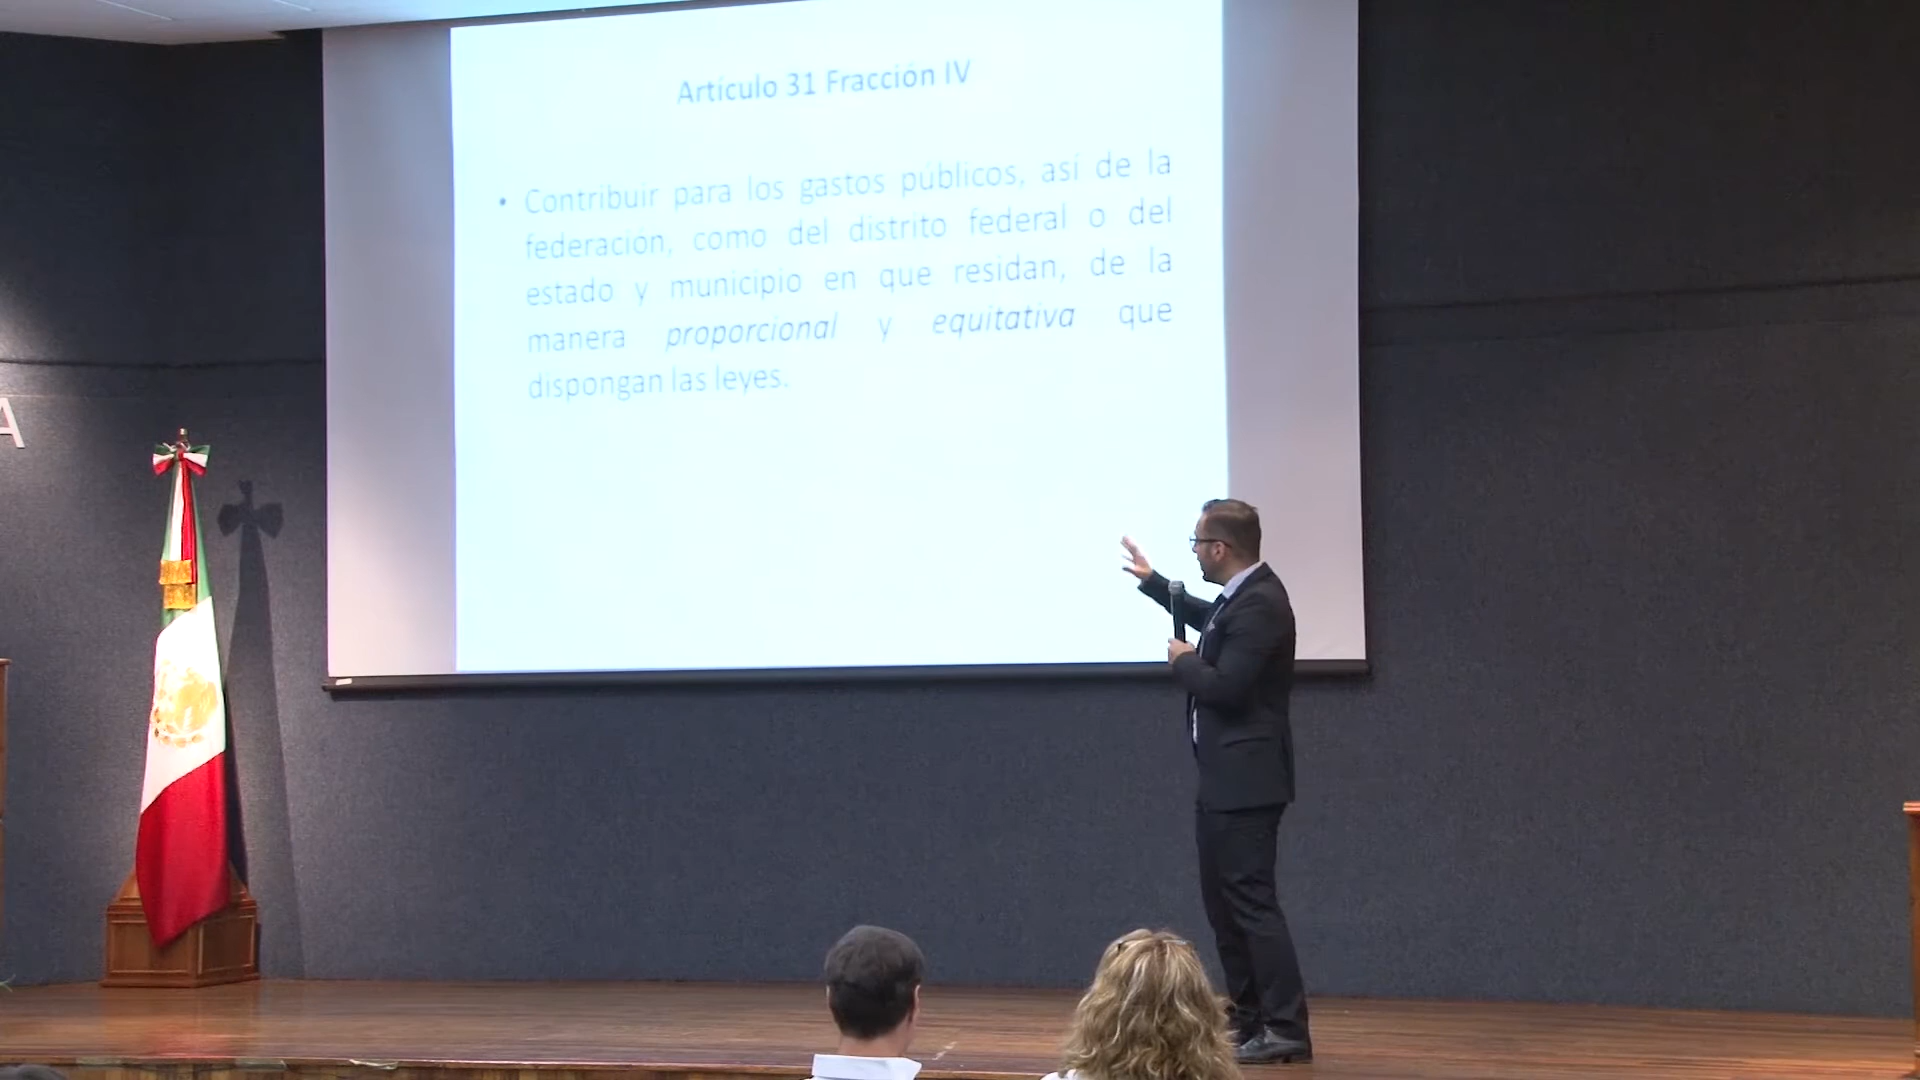 Artículo 31 Fracción IV
• Contribuir para los gastos públicos, así de la
federación, como del distrito federal o del
estado y municipio en que residan, de la
manera proporcional y equitativa que
dispongan las leyes.
A